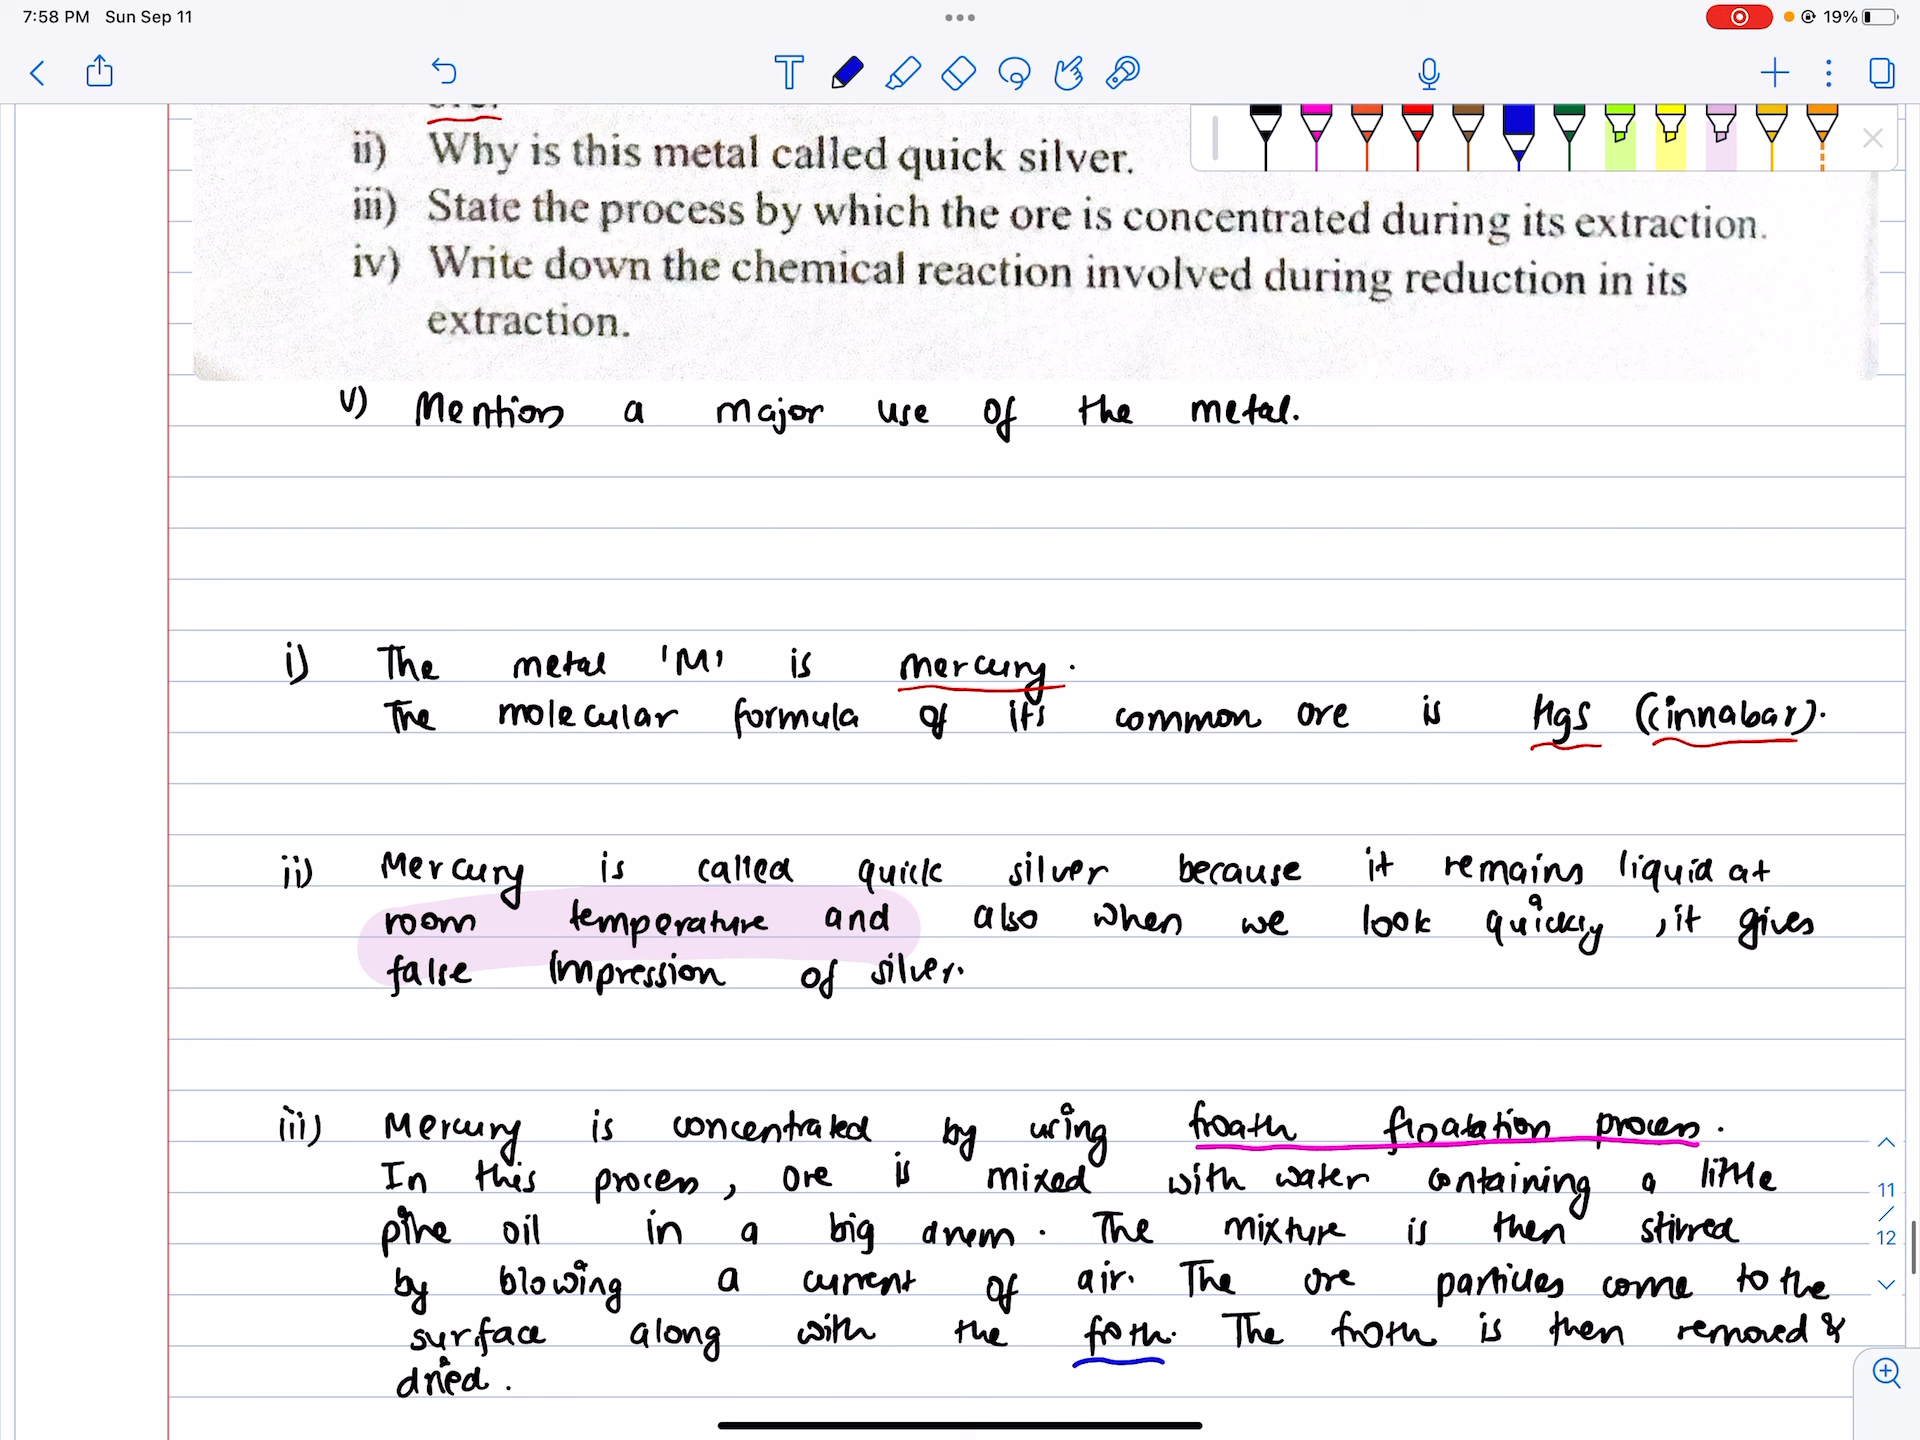 7:58 PM Sun Sep 11
19%
T
ii) Why is this metal called quick silver.
iii) State the process by which the ore is concentrated during its extraction.
iv) Write down the chemical reaction involved during reduction in its
extraction.
v) Mention a major use of the metal.
i) The metal 'M' is mercury.
The molecular formula of its common ore is Hgs (cinnabar).
ii) Mercury is called quick silver because it remains liquid at
room temperature and also when we look quickly, it gives
false impression of silver.
iii) Mercury is concentrated by using froath floatation process.
In this process, ore is mixed with water containing a little
pine oil in a big drum. The mixture is then stirred
by blowing a current of air. The ore particles come to the
surface along with the froth. The froth is then removed &
dried.
11
/
12